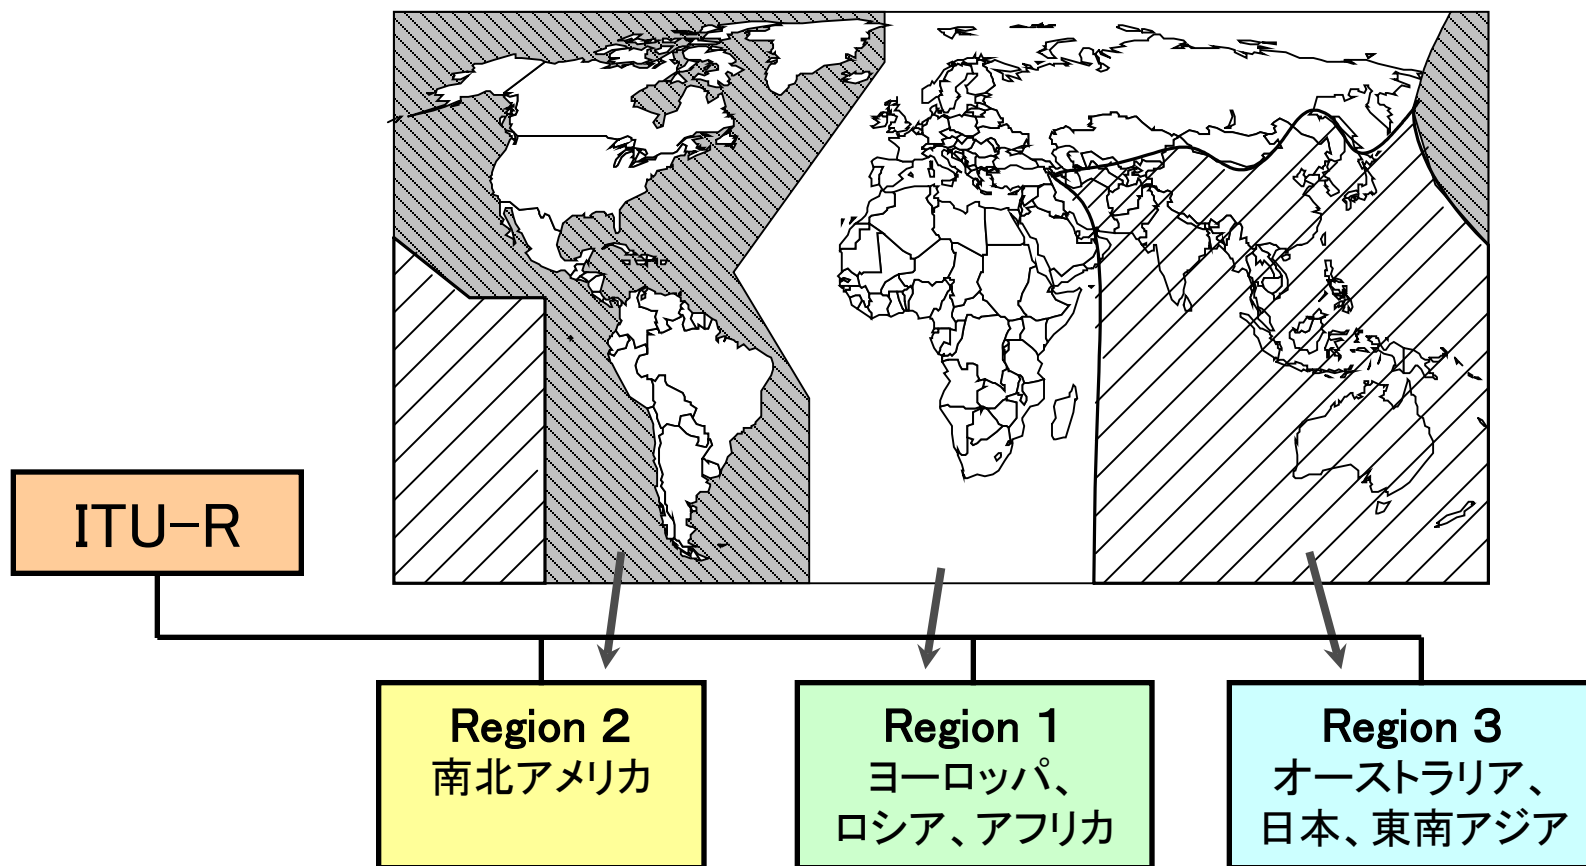 ITU-R
Region 2
南北アメリカ
Region 1
ヨーロッパ、
ロシア、アフリカ
Region 3
オーストラリア、
日本、東南アジア